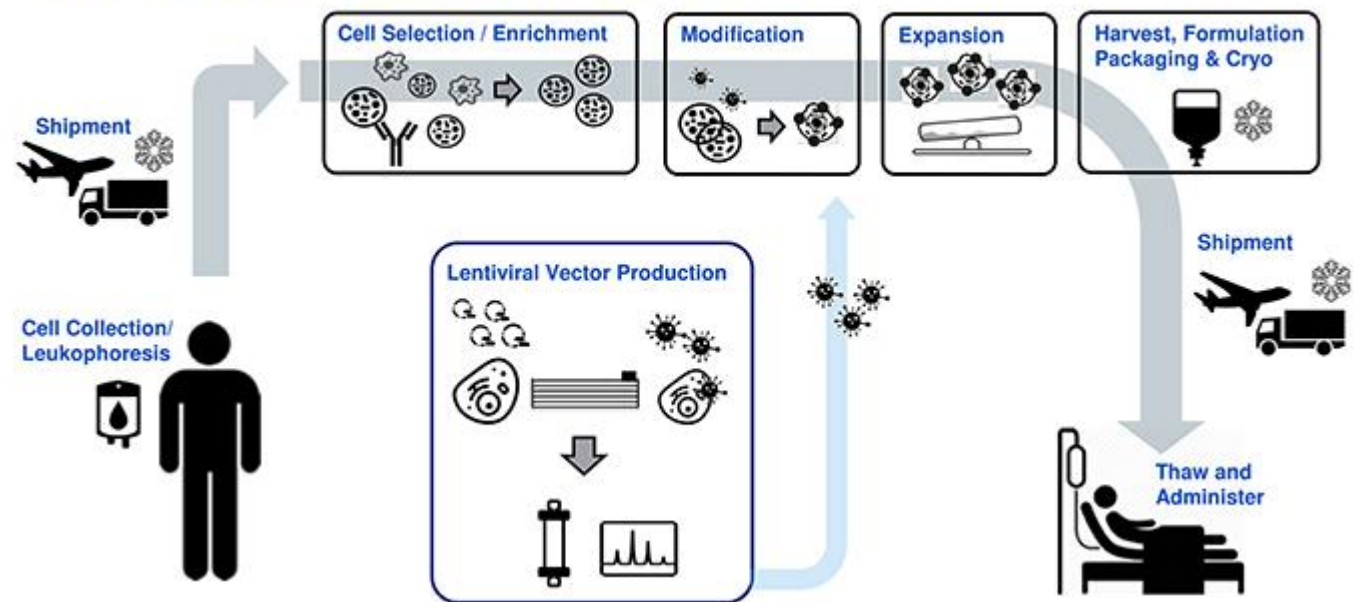 Cell Selection / Enrichment
Modification
Expansion
Harvest, Formulation
Packaging & Cryo
Shipment
Lentiviral Vector Production
Shipment
Cell Collection/
Leukophoresis
Thaw and
Administer